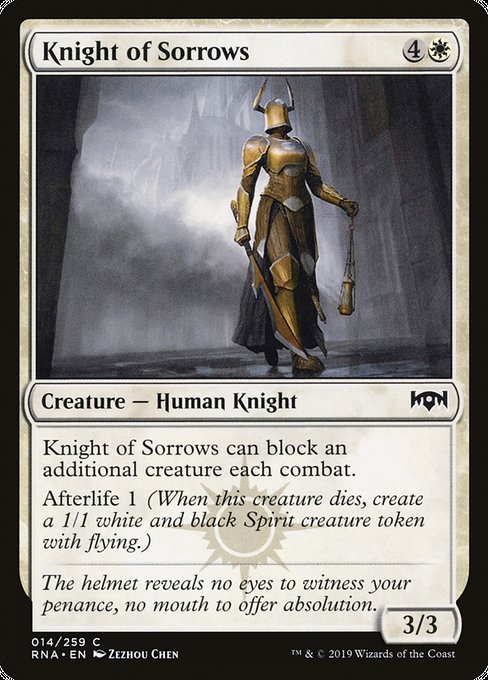 Knight of Sorrows 4
Creature — Human Knight
Knight of Sorrows can block an
additional creature each combat.
Afterlife 1 (When this creature dies, create
a 1/1 white and black Spirit creature token
with flying.)
The helmet reveals no eyes to witness your
penance, no mouth to offer absolution.
3/3
014/259 C
RNA • EN Zezhou Chen ™ & © 2019 Wizards of the Coast